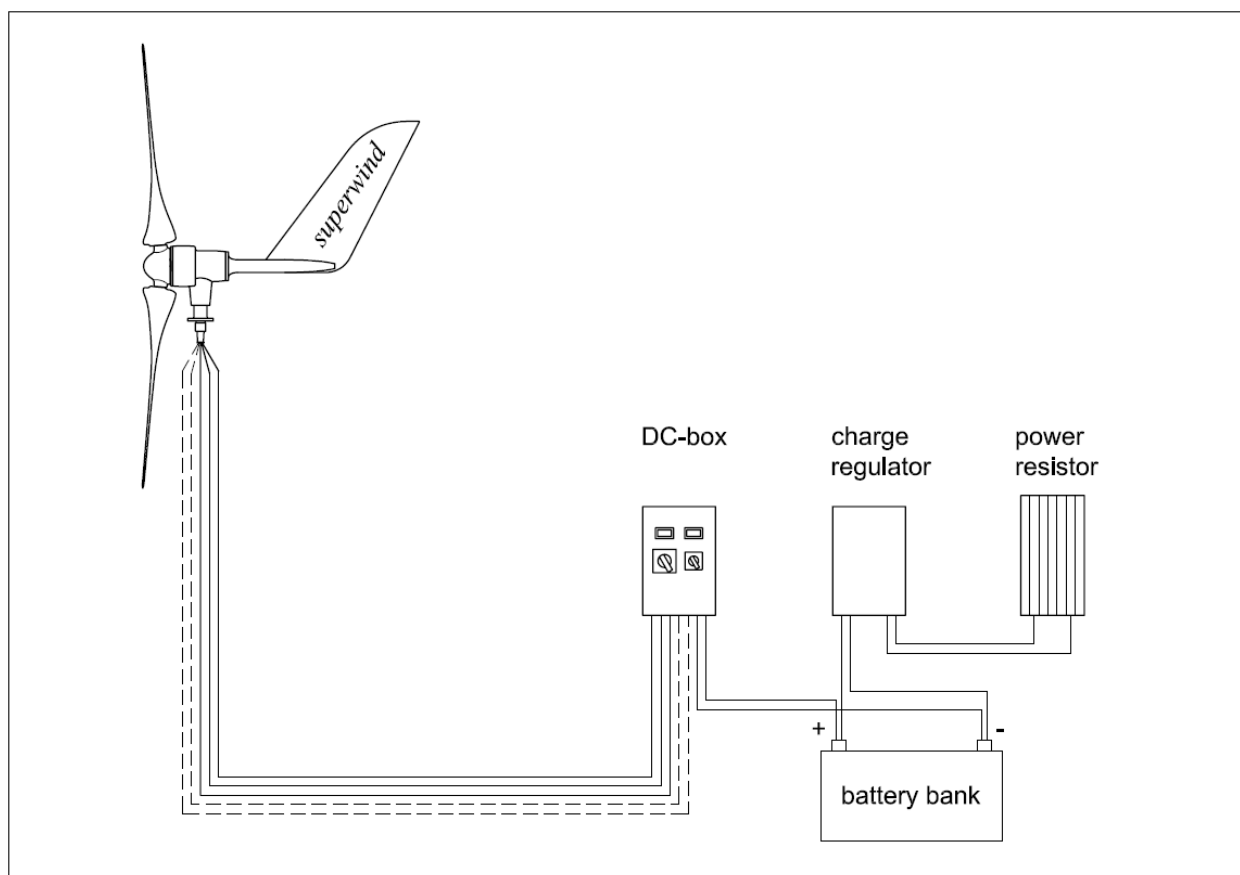 superwind
DC-box
charge
regulator
power
resistor
+
-
battery bank